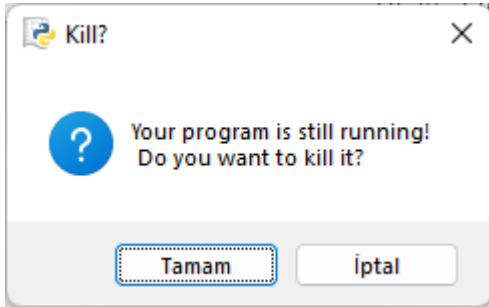 Kill?
Your program is still running!
Do you want to kill it?
Tamam
İptal